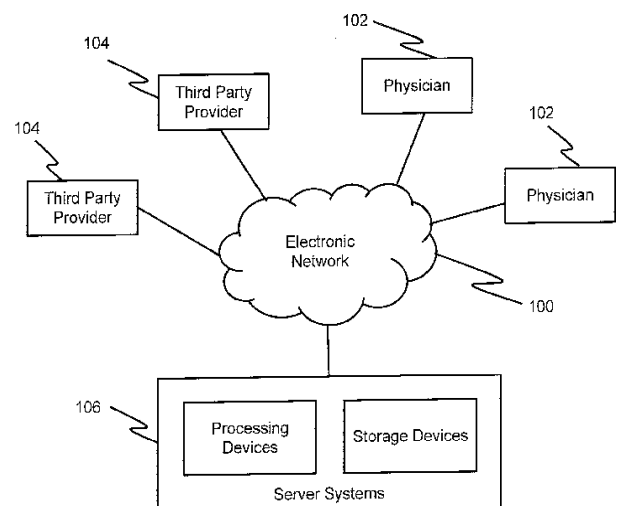 102
104
Physician
Third Party
Provider
102
104
Third Party
Provider
Physician
Electronic
Network
100
106
Processing
Devices
Storage Devices
Server Systems